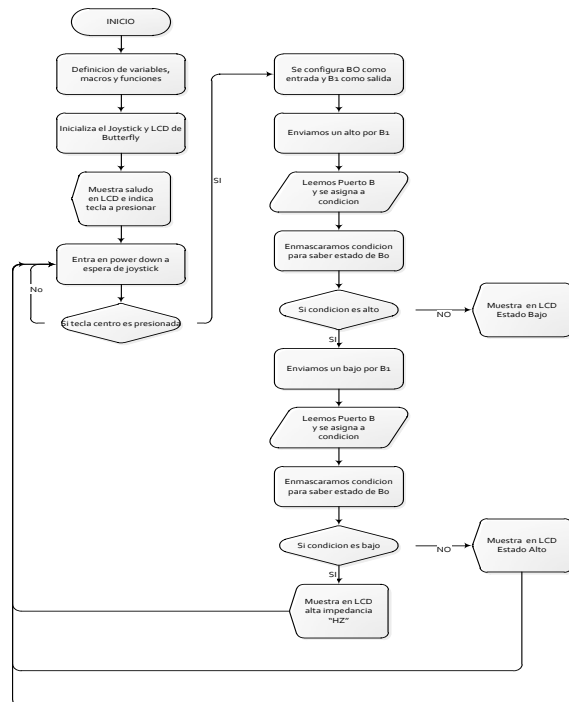 INICIO
Definicion de variables,
macros y funciones
Inicializa el Joystick y LCD de
Butterfly
Muestra saludo
en LCD e indica
tecla a presionar
Entra en power down a
espera de joystick
No
Si tecla centro es presionada
SI
Se configura BO como
entrada y B1 como salida
Enviamos un alto por B1
Leemos Puerto B
y se asigna a
condicion
Enmascaramos condicion
para saber estado de Bo
Si condicion es alto
NO
Muestra en LCD
Estado Bajo
SI
Enviamos un bajo por B1
Leemos Puerto B
y se asigna a
condicion
Enmascaramos condicion
para saber estado de Bo
Si condicion es bajo
NO
Muestra en LCD
Estado Alto
SI
Muestra en LCD
alta impedancia
"HZ"